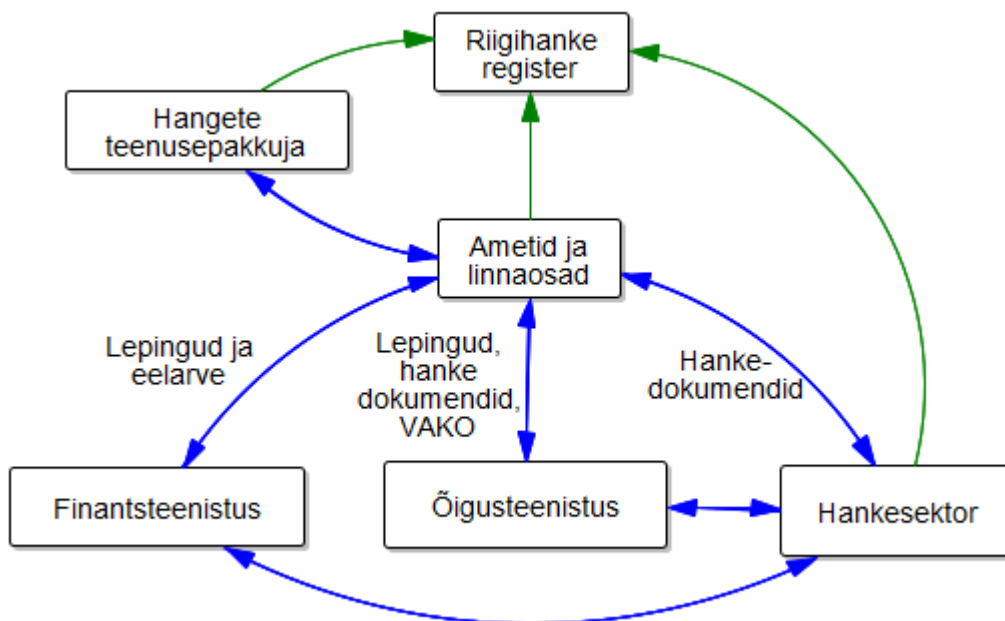 Riigihanke
register
Hangete
teenusepakkuja
Ametid ja
linnaosad
Lepingud ja
eelarve
Lepingud,
hanke
dokumendid,
VAKO
Hanke-
dokumendid
Finantsteenistus
Õigusteenistus
Hankesektor